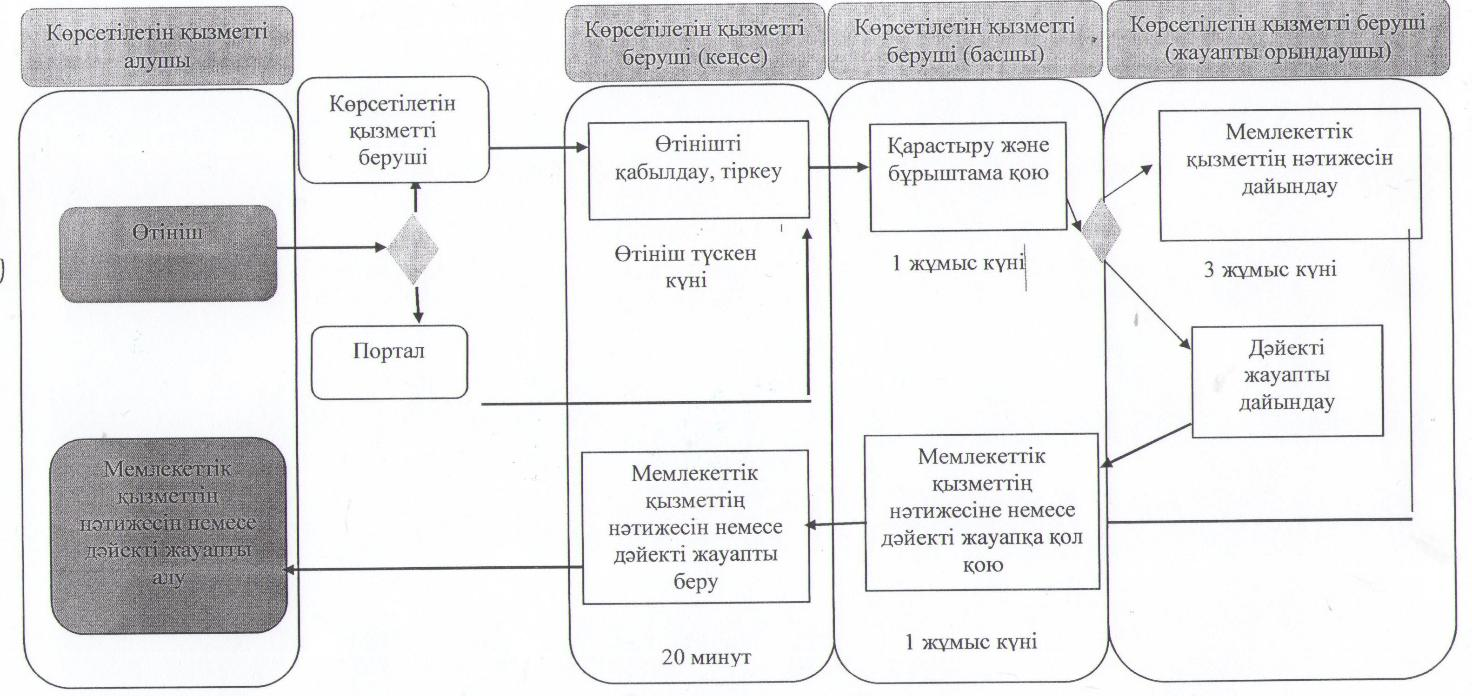 Көрсетілетін қызметті
алушы
Көрсетілетін қызметті
беруші (кеңсе)
Көрсетілетін қызметті
беруші (басшы)
Көрсетілетін қызметті беруші
(жауапты орындаушы)
Көрсетілетін
қызметті
беруші
Өтінішті
қабылдау, тіркеу
Қарастыру және
бұрыштама қою
Мемлекеттік
қызметтің нәтижесін
дайындау
Өтініш
Өтініш түскен
күні
1 жұмыс күні
3 жұмыс күні
Портал
Дәйекті
жауапты
дайындау
Мемлекеттік
қызметтің
нәтижесін немесе
дәйекті жауапты
алу
Мемлекеттік
қызметтің
нәтижесін немесе
дәйекті жауапты
беру
Мемлекеттік
қызметтің
нәтижесіне немесе
дәйекті жауапқа қол
қою
20 минут
1 жұмыс күні